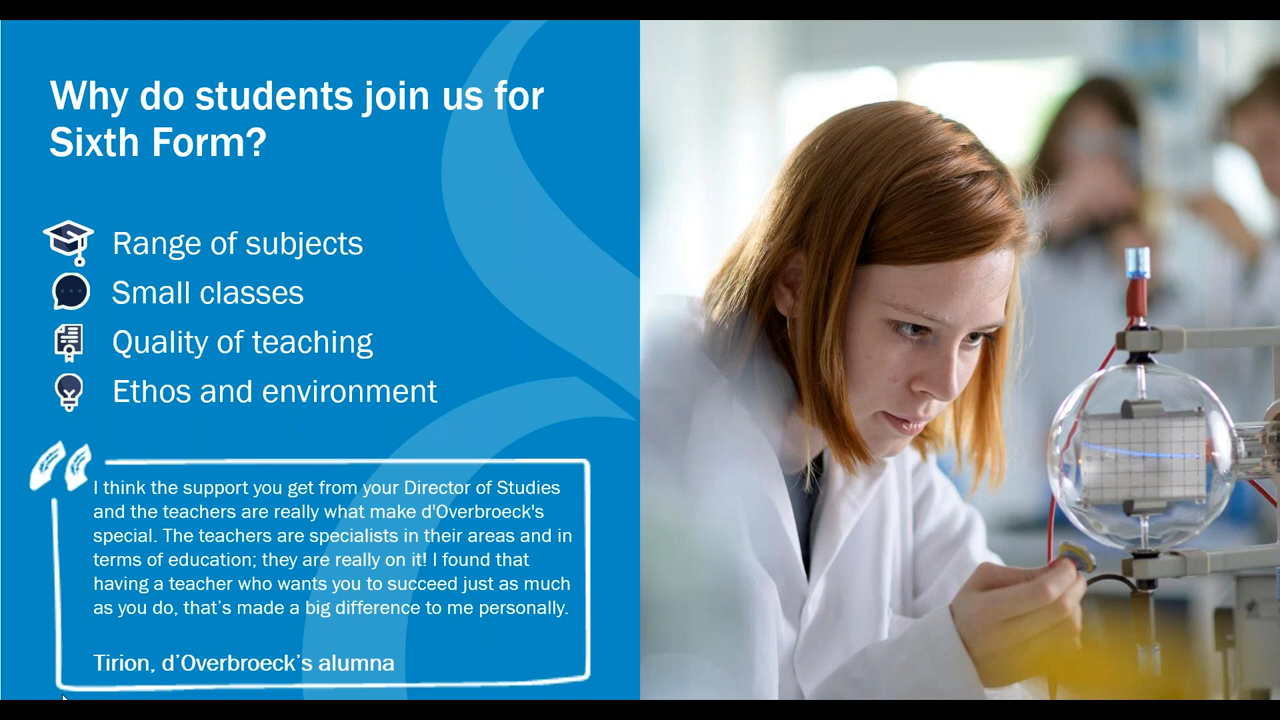 Why do students join us for
Sixth Form?
Range of subjects
Small classes
Quality of teaching
Ethos and environment
I think the support you get from your Director of Studies
and the teachers are really what make d'Overbroeck's
special. The teachers are specialists in their areas and in
terms of education; they are really on it! I found that
having a teacher who wants you to succeed just as much
as you do, that’s made a big difference to me personally.
Tirion, d’Overbroeck’s alumna